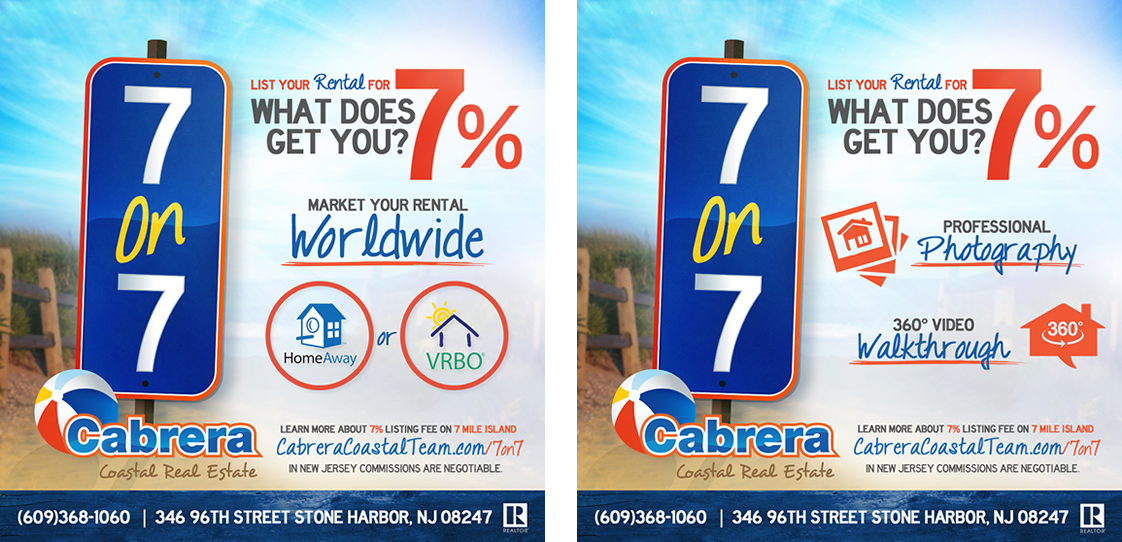 7
On
7
LIST YOUR Rental FOR
7%
WHAT DOES
GET YOU?
MARKET YOUR RENTAL
Worldwide
HomeAway
or
VRBO
Cabrera
Coastal Real Estate
LEARN MORE ABOUT 7% LISTING FEE ON 7 MILE ISLAND
CabreraCoastalTeam.com/7on7
IN NEW JERSEY COMMISSIONS ARE NEGOTIABLE.
(609)368-1060 | 346 96TH STREET STONE HARBOR, NJ 08247
REALTOR
7
On
7
LIST YOUR Rental FOR
7%
WHAT DOES
GET YOU?
PROFESSIONAL
Photography
360° VIDEO
Walkthrough
360°
Cabrera
Coastal Real Estate
LEARN MORE ABOUT 7% LISTING FEE ON 7 MILE ISLAND
CabreraCoastalTeam.com/7on7
IN NEW JERSEY COMMISSIONS ARE NEGOTIABLE.
(609)368-1060 | 346 96TH STREET STONE HARBOR, NJ 08247
REALTOR